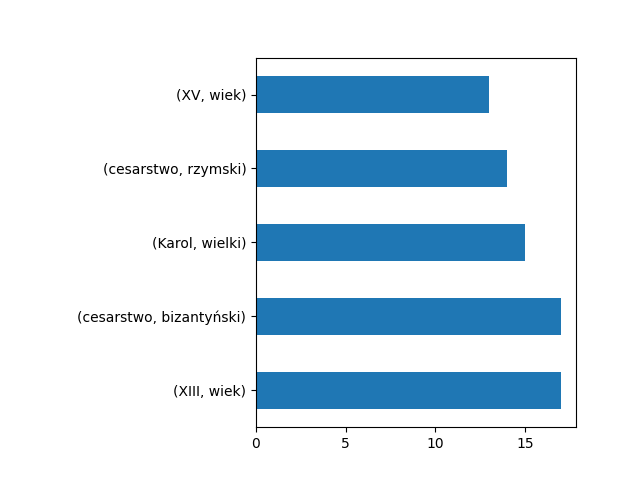 (XV, wiek)
(cesarstwo, rzymski)
(Karol, wielki)
(cesarstwo, bizantyński)
(XIII, wiek)
0 5 10 15